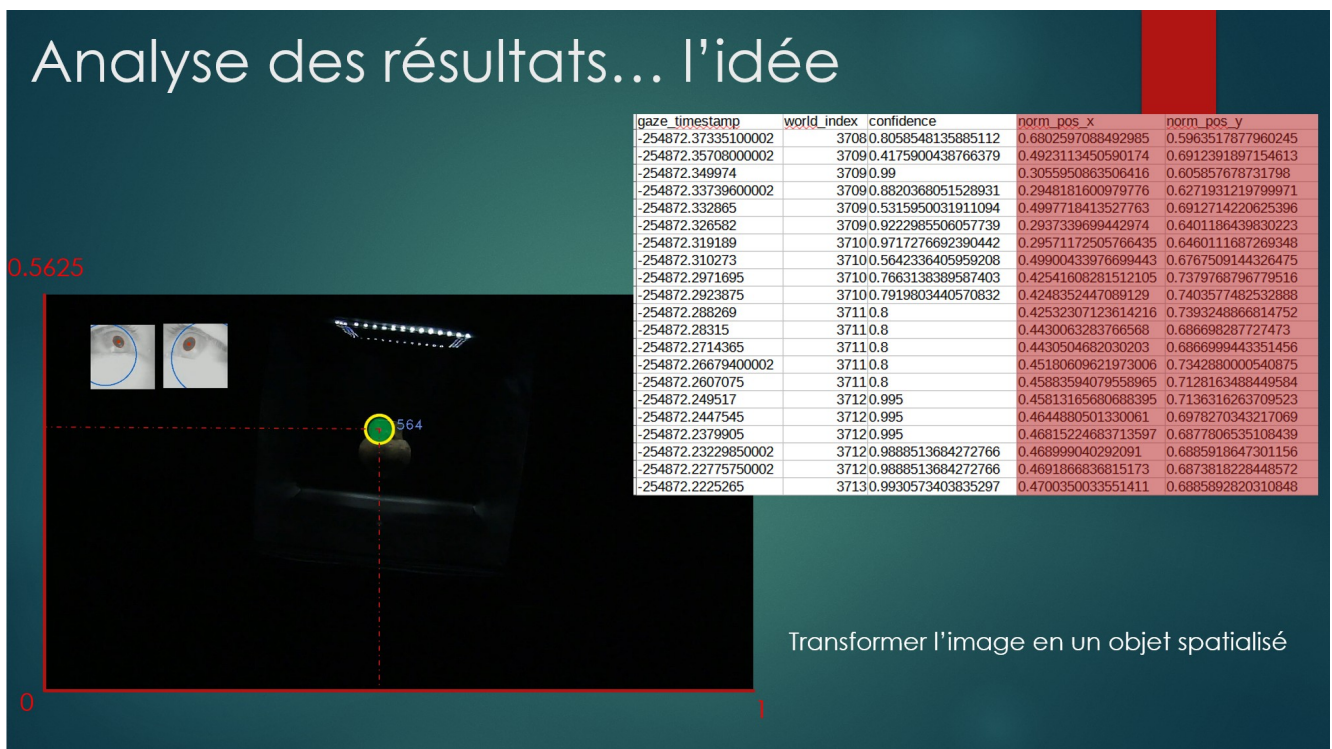 Analyse des résultats… l'idée
gaze_timestamp world_index confidence norm_pos_x norm_pos_y
-254872.37335100002 3708 0.8058548135885112 0.6802597088492985 0.5963517877960245
-254872.35708000002 3709 0.4175900438766379 0.4923113450590174 0.6912391897154613
-254872.349974 3709 0.99 0.3055950863506416 0.605857678731798
-254872.33739600002 3709 0.8820368051528931 0.2948181600979776 0.6271931219799971
-254872.332865 3709 0.5315950031911094 0.4997718413527763 0.6912714220625396
-254872.326582 3709 0.9222985506057739 0.2937339699442974 0.6401186439830223
-254872.319189 3710 0.9717276692390442 0.29571172505766435 0.6460111687269348
-254872.310273 3710 0.5642336405959208 0.49900433976699443 0.6767509144326475
-254872.2971695 3710 0.7663138389587403 0.42541608281512105 0.7379768796779516
-254872.2923875 3710 0.7919803440570832 0.4248352447089129 0.7403577482532888
-254872.288269 3711 0.8 0.42532307123614216 0.7393248866814752
-254872.28315 3711 0.8 0.4430063283766568 0.686698287727473
-254872.2714365 3711 0.8 0.4430504682030203 0.6866999443351456
-254872.26679400002 3711 0.8 0.45180609621973006 0.7342880000540875
-254872.2607075 3711 0.8 0.45883594079558965 0.7128163488449584
-254872.249517 3712 0.995 0.45813165680688395 0.7136316263709523
-254872.2447545 3712 0.995 0.4644880501330061 0.6978270343217069
-254872.2379905 3712 0.995 0.46815224683713597 0.6877806535108439
-254872.23229850002 3712 0.9888513684272766 0.468999040292091 0.6885918647301156
-254872.22775750002 3712 0.9888513684272766 0.4691866836815173 0.6873818228448572
-254872.2225265 3713 0.9930573403835297 0.4700350033551411 0.6885892820310848
0.5625
564
Transformer l'image en un objet spatialisé
0
1